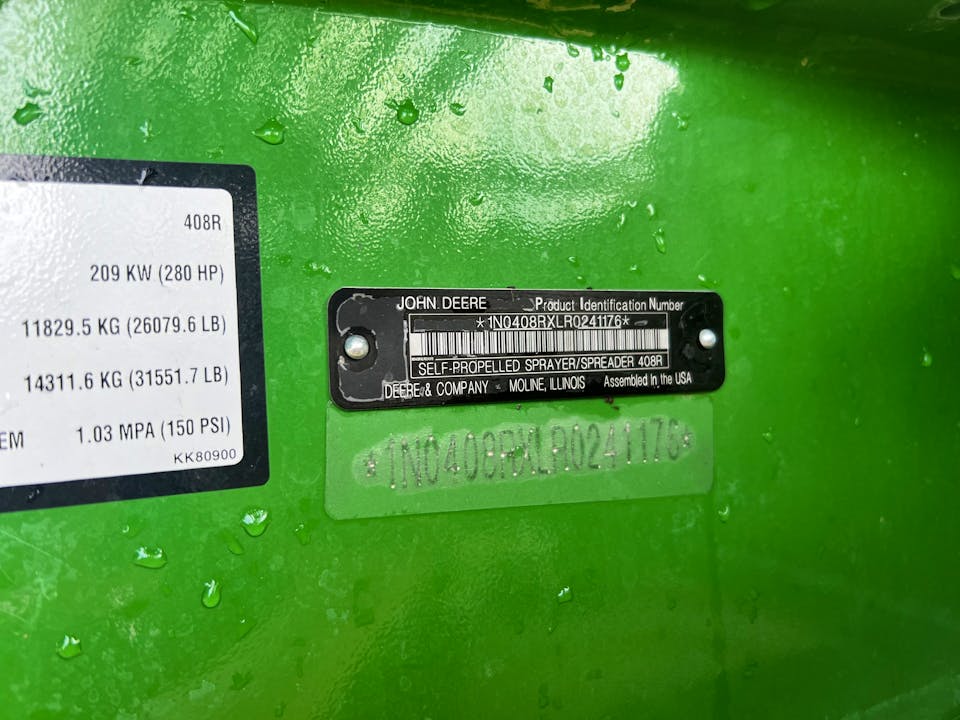 408R
209 KW (280 HP)
11829.5 KG (26079.6 LB)
14311.6 KG (31551.7 LB)
EM 1.03 MPA (150 PSI)
KK80900
JOHN DEERE Product Identification Number
*1N0408RXLR0241176*
SELF-PROPELLED SPRAYER/SPREADER 408R
DEERE & COMPANY MOLINE, ILLINOIS Assembled In the USA
*1N0408RXLR0241176*